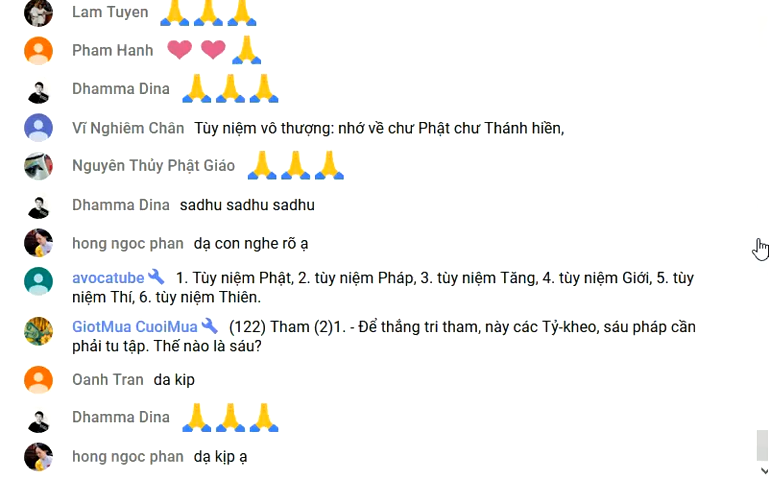 Lam Tuyen 🙏🙏🙏
Pham Hanh ❤❤🙏
Dhamma Dina 🙏🙏🙏
Vĩ Nghiêm Chân Tùy niệm vô thượng: nhớ về chư Phật chư Thánh hiền,
Nguyên Thủy Phật Giáo 🙏🙏🙏
Dhamma Dina sadhu sadhu sadhu
hong ngoc phan dạ con nghe rõ ạ
avocatube 1. Tùy niệm Phật, 2. tùy niệm Pháp, 3. tùy niệm Tăng, 4. tùy niệm Giới, 5. tùy
niệm Thí, 6. tùy niệm Thiên.
GiotMua CuoiMua (122) Tham (2)1. - Để thắng tri tham, này các Tỷ-kheo, sáu pháp cần
phải tu tập. Thế nào là sáu?
Oanh Tran da kip
Dhamma Dina 🙏🙏🙏
hong ngoc phan dạ kịp ạ